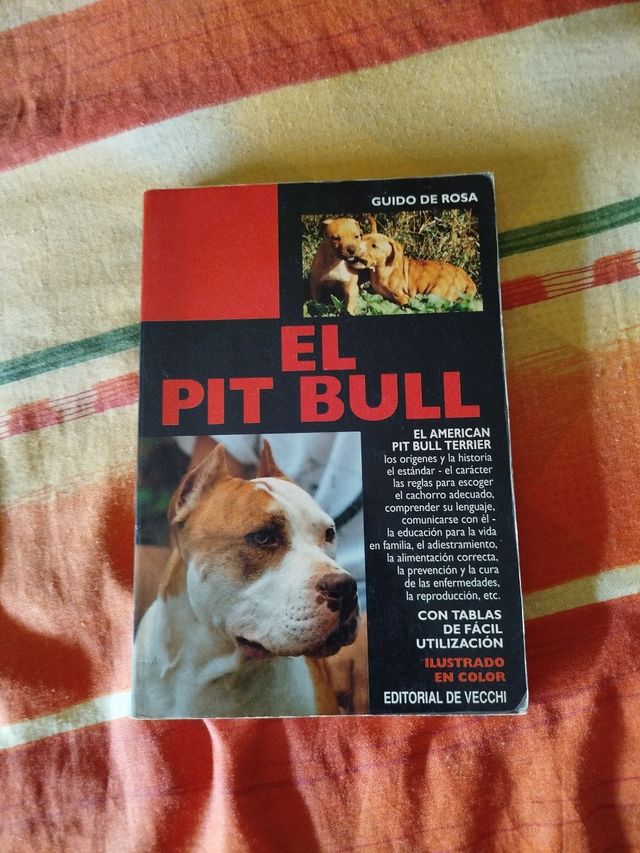 GUIDO DE ROSA
EL
PIT BULL
EL AMERICAN
PIT BULL TERRIER
los orígenes y la historia
el estándar - el carácter
las reglas para escoger
el cachorro adecuado,
comprender su lenguaje,
comunicarse con él -
la educación para la vida
en familia, el adiestramiento,
la alimentación correcta,
la prevención y la cura
de las enfermedades,
la reproducción, etc.
CON TABLAS
DE FÁCIL
UTILIZACIÓN
ILUSTRADO
EN COLOR
EDITORIAL DE VECCHI